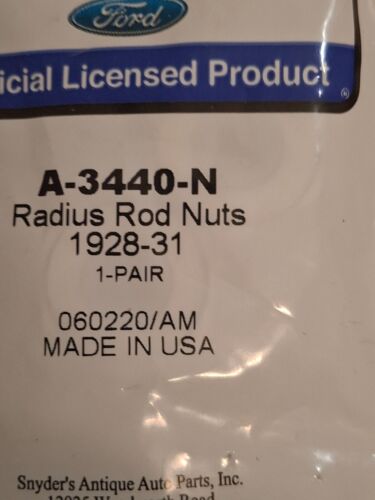 Ford
icial Licensed Product
A-3440-N
Radius Rod Nuts
1928-31
1-PAIR
060220/AM
MADE IN USA
Snyder's Antique Auto Parts, Inc.